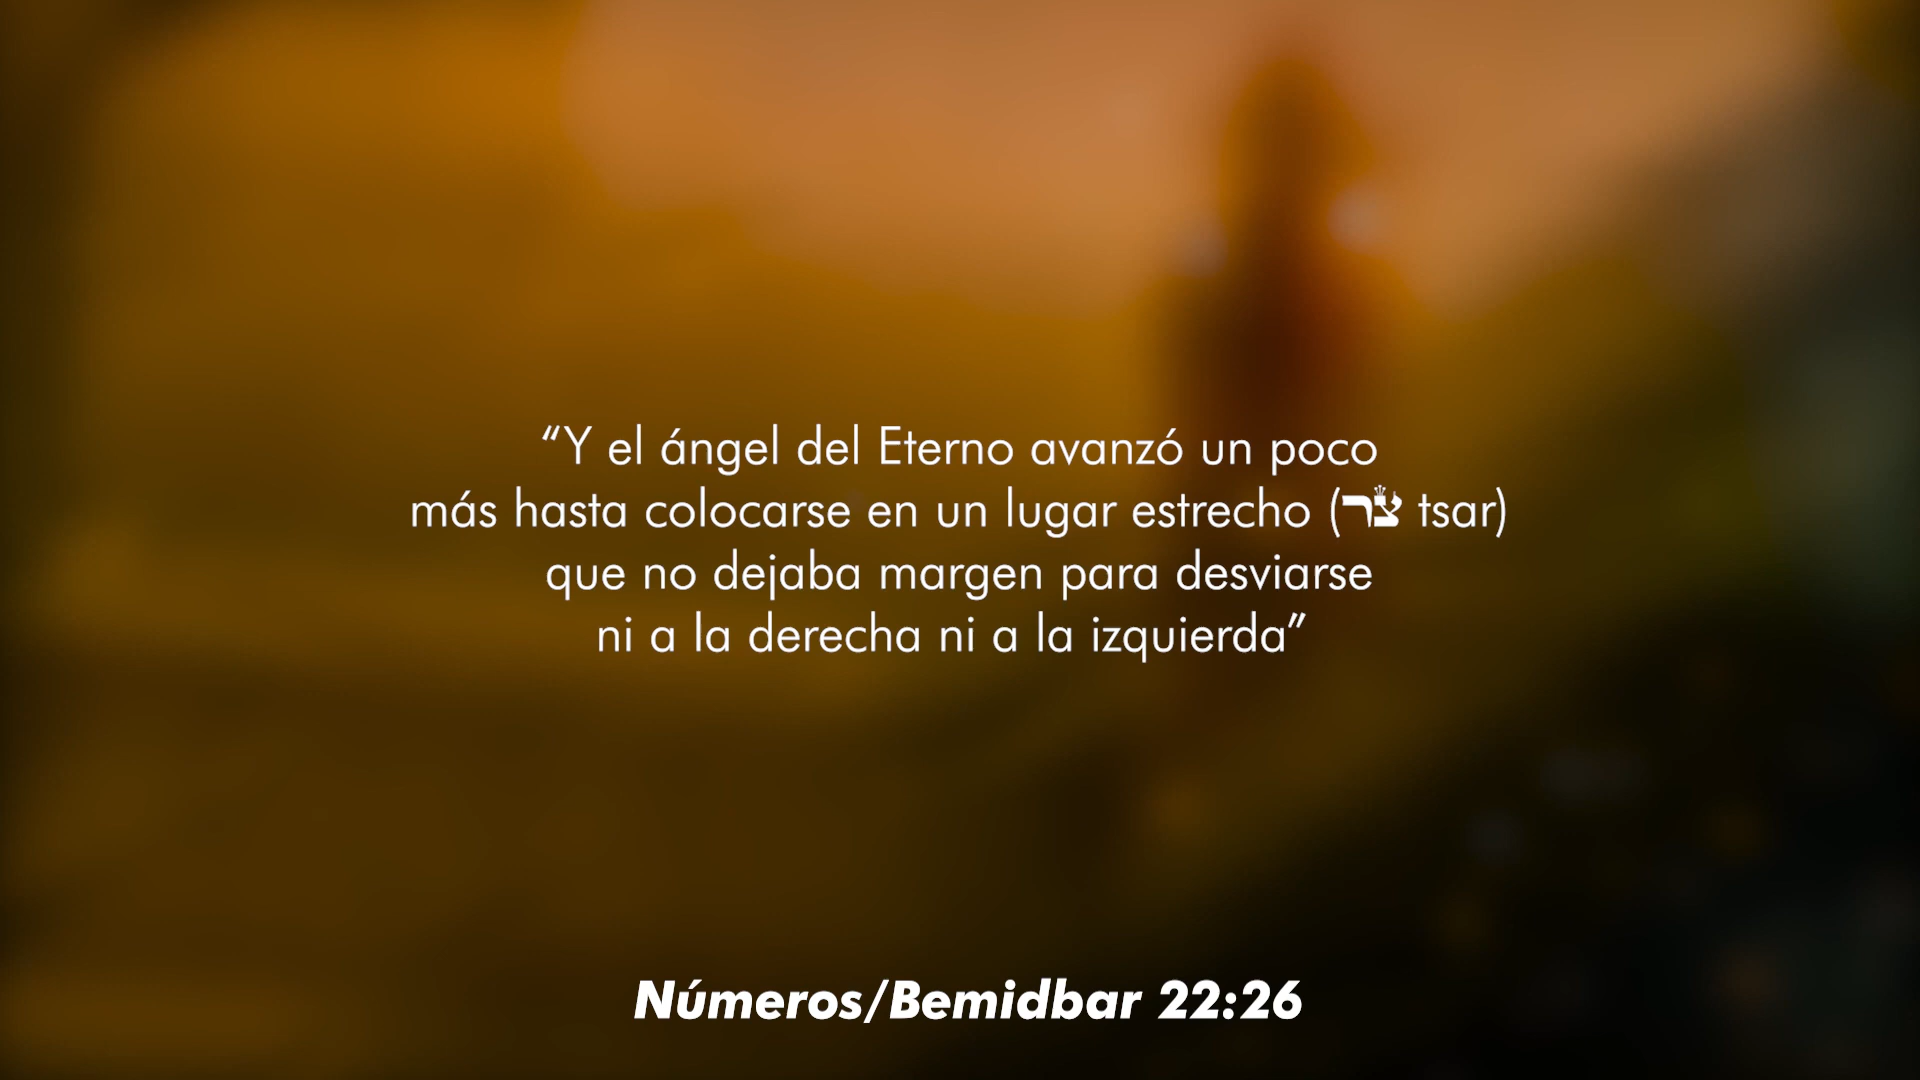 “Y el ángel del Eterno avanzó un poco
más hasta colocarse en un lugar estrecho (צר tsar)
que no dejaba margen para desviarse
ni a la derecha ni a la izquierda”
Números/Bemidbar 22:26